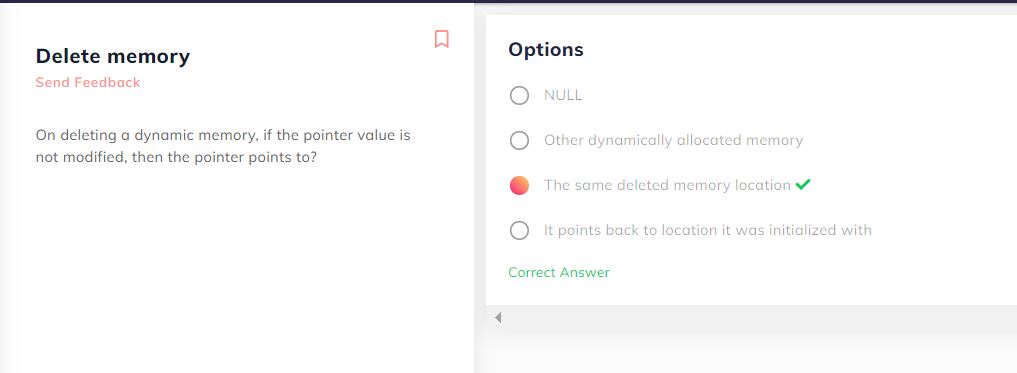 Delete memory
Send Feedback
On deleting a dynamic memory, if the pointer value is
not modified, then the pointer points to?
Options
NULL
Other dynamically allocated memory
The same deleted memory location
It points back to location it was initialized with
Correct Answer